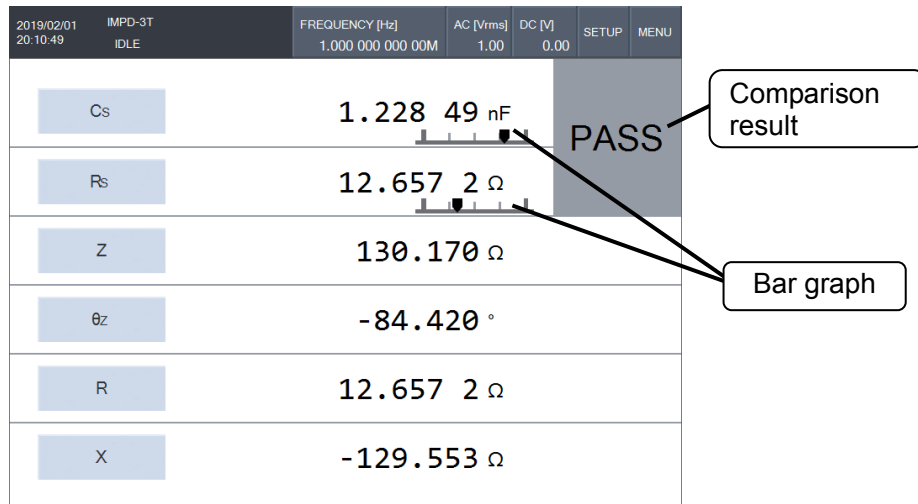 2019/02/01 IMPD-3T FREQUENCY [Hz] AC [Vrms] DC [V] SETUP MENU
20:10:49 IDLE 1.000 000 000 00M 1.00 0.00
Cs 1.228 49 nF
PASS
Rs 12.657 2 Ω
Z 130.170 Ω
θz -84.420 °
R 12.657 2 Ω
X -129.553 Ω
Comparison
result
Bar graph